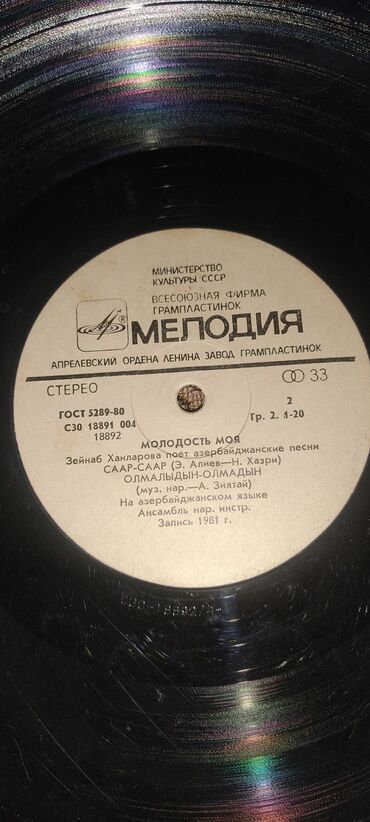 МИНИСТЕРСТВО
КУЛЬТУРЫ СССР
ВСЕСОЮЗНАЯ ФИРМА
ГРАМПЛАСТИНОК
® МЕЛОДИЯ
АПРЕЛЕВСКИЙ ОРДЕНА ЛЕНИНА ЗАВОД ГРАМПЛАСТИНОК
СТЕРЕО 33
ГОСТ 5289-80 2
С30 18891 004 Гр. 2. 1-20
18892
МОЛОДОСТЬ МОЯ
Зейнаб Ханларова поет азербайджанские песни
СААР-СААР (Э. Алиев—Н. Хазри)
ОЛМАЛЫДЫН-ОЛМАДЫН
(муз. нар.—А. Зиятай)
На азербайджанском языке
Ансамбль нар. инстр.
Запись 1981 г.